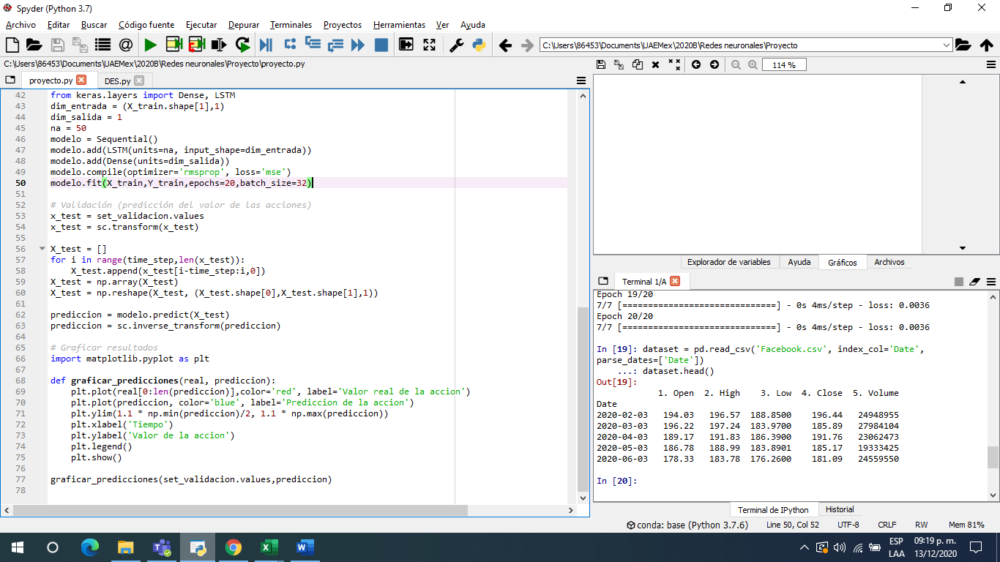 Spyder (Python 3.7)
Archivo Editar Buscar Código fuente Ejecutar Depurar Terminales Proyectos Herramientas Ver Ayuda
C:\Users\86453\Documents\UAEMex\2020B\Redes neuronales\Proyecto
C:\Users\86453\Documents\UAEMex\2020B\Redes neuronales\Proyecto\proyecto.py
proyecto.py DES.py
42 from keras.layers import Dense, LSTM
43 dim_entrada = (X_train.shape[1],1)
44 dim_salida = 1
45 na = 50
46 modelo = Sequential()
47 modelo.add(LSTM(units=na, input_shape=dim_entrada))
48 modelo.add(Dense(units=dim_salida))
49 modelo.compile(optimizer='rmsprop', loss='mse')
50 modelo.fit(X_train,Y_train,epochs=20,batch_size=32)
51
52 # Validación (predicción del valor de las acciones)
53 x_test = set_validacion.values
54 x_test = sc.transform(x_test)
55
56 X_test = []
57 for i in range(time_step,len(x_test)):
58 X_test.append(x_test[i-time_step:i,0])
59 X_test = np.array(X_test)
60 X_test = np.reshape(X_test, (X_test.shape[0],X_test.shape[1],1))
61
62 prediccion = modelo.predict(X_test)
63 prediccion = sc.inverse_transform(prediccion)
64
65 # Graficar resultados
66 import matplotlib.pyplot as plt
67
68 def graficar_predicciones(real, prediccion):
69 plt.plot(real[0:len(prediccion)],color='red', label='Valor real de la accion')
70 plt.plot(prediccion, color='blue', label='Prediccion de la accion')
71 plt.ylim(1.1 * np.min(prediccion)/2, 1.1 * np.max(prediccion))
72 plt.xlabel('Tiempo')
73 plt.ylabel('Valor de la accion')
74 plt.legend()
75 plt.show()
76
77 graficar_predicciones(set_validacion.values,prediccion)
78
114 %
Explorador de variables Ayuda Gráficos Archivos
Terminal 1/A
Epoch 19/20
7/7 [==============================] - 0s 4ms/step - loss: 0.0036
Epoch 20/20
7/7 [==============================] - 0s 4ms/step - loss: 0.0036
In [19]: dataset = pd.read_csv('Facebook.csv', index_col='Date',
parse_dates=['Date'])
...: dataset.head()
Out[19]:
1. Open 2. High 3. Low 4. Close 5. Volume
Date
2020-02-03 194.03 196.57 188.8500 196.44 24948955
2020-03-03 196.22 197.24 183.9700 185.89 27984104
2020-04-03 189.17 191.83 186.3900 191.76 23062473
2020-05-03 186.78 188.99 183.8901 185.17 19333425
2020-06-03 178.33 183.78 176.2600 181.09 24559550
In [20]:
Terminal de IPython Historial
conda: base (Python 3.7.6) Line 50, Col 52 UTF-8 CRLF RW Mem 81%
ESP 09:19 p. m.
LAA 13/12/2020